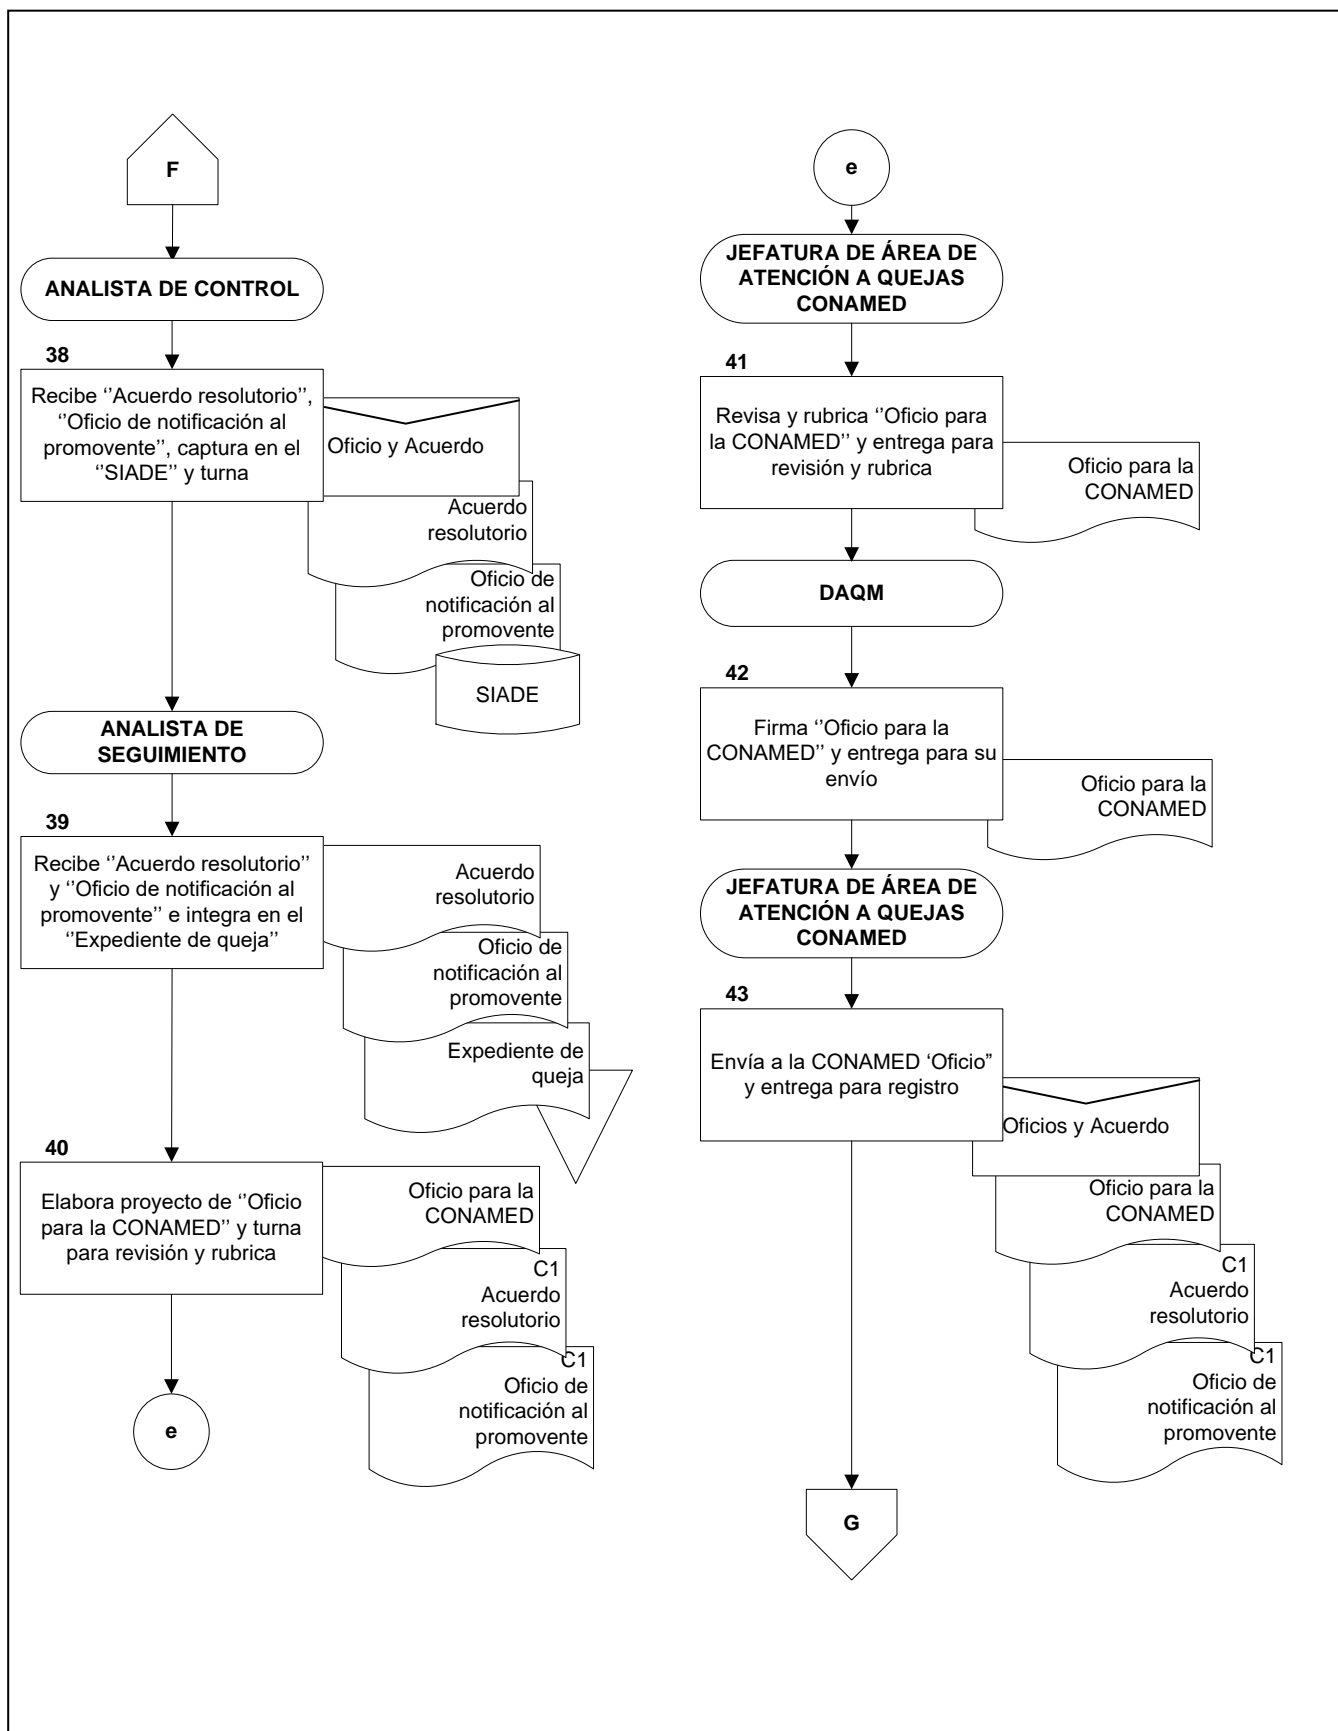 F
ANALISTA DE CONTROL
38
Recibe ‘’Acuerdo resolutorio’’,
‘’Oficio de notificación al
promovente’’, captura en el
‘’SIADE’’ y turna
Oficio y Acuerdo
Acuerdo
resolutorio
Oficio de
notificación al
promovente
SIADE
ANALISTA DE
SEGUIMIENTO
39
Recibe ‘’Acuerdo resolutorio’’
y ‘’Oficio de notificación al
promovente’’ e integra en el
‘’Expediente de queja’’
Acuerdo
resolutorio
Oficio de
notificación al
promovente
Expediente de
queja
40
Elabora proyecto de ‘’Oficio
para la CONAMED’’ y turna
para revisión y rubrica
Oficio para la
CONAMED
C1
Acuerdo
resolutorio
C1
Oficio de
notificación al
promovente
e
e
JEFATURA DE ÁREA DE
ATENCIÓN A QUEJAS
CONAMED
41
Revisa y rubrica ‘’Oficio para
la CONAMED’’ y entrega para
revisión y rubrica
Oficio para la
CONAMED
DAQM
42
Firma ‘’Oficio para la
CONAMED’’ y entrega para su
envío
Oficio para la
CONAMED
JEFATURA DE ÁREA DE
ATENCIÓN A QUEJAS
CONAMED
43
Envía a la CONAMED ‘Oficio”
y entrega para registro
Oficios y Acuerdo
Oficio para la
CONAMED
C1
Acuerdo
resolutorio
C1
Oficio de
notificación al
promovente
G